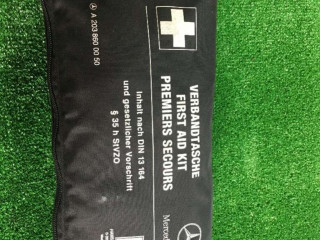 VERBANDTASCHE
FIRST AID KIT
PREMIERS SECOURS
Inhalt nach DIN 13 164
und gesetzlicher Vorschrift
§ 35 h StVZO
A 203 860 00 50